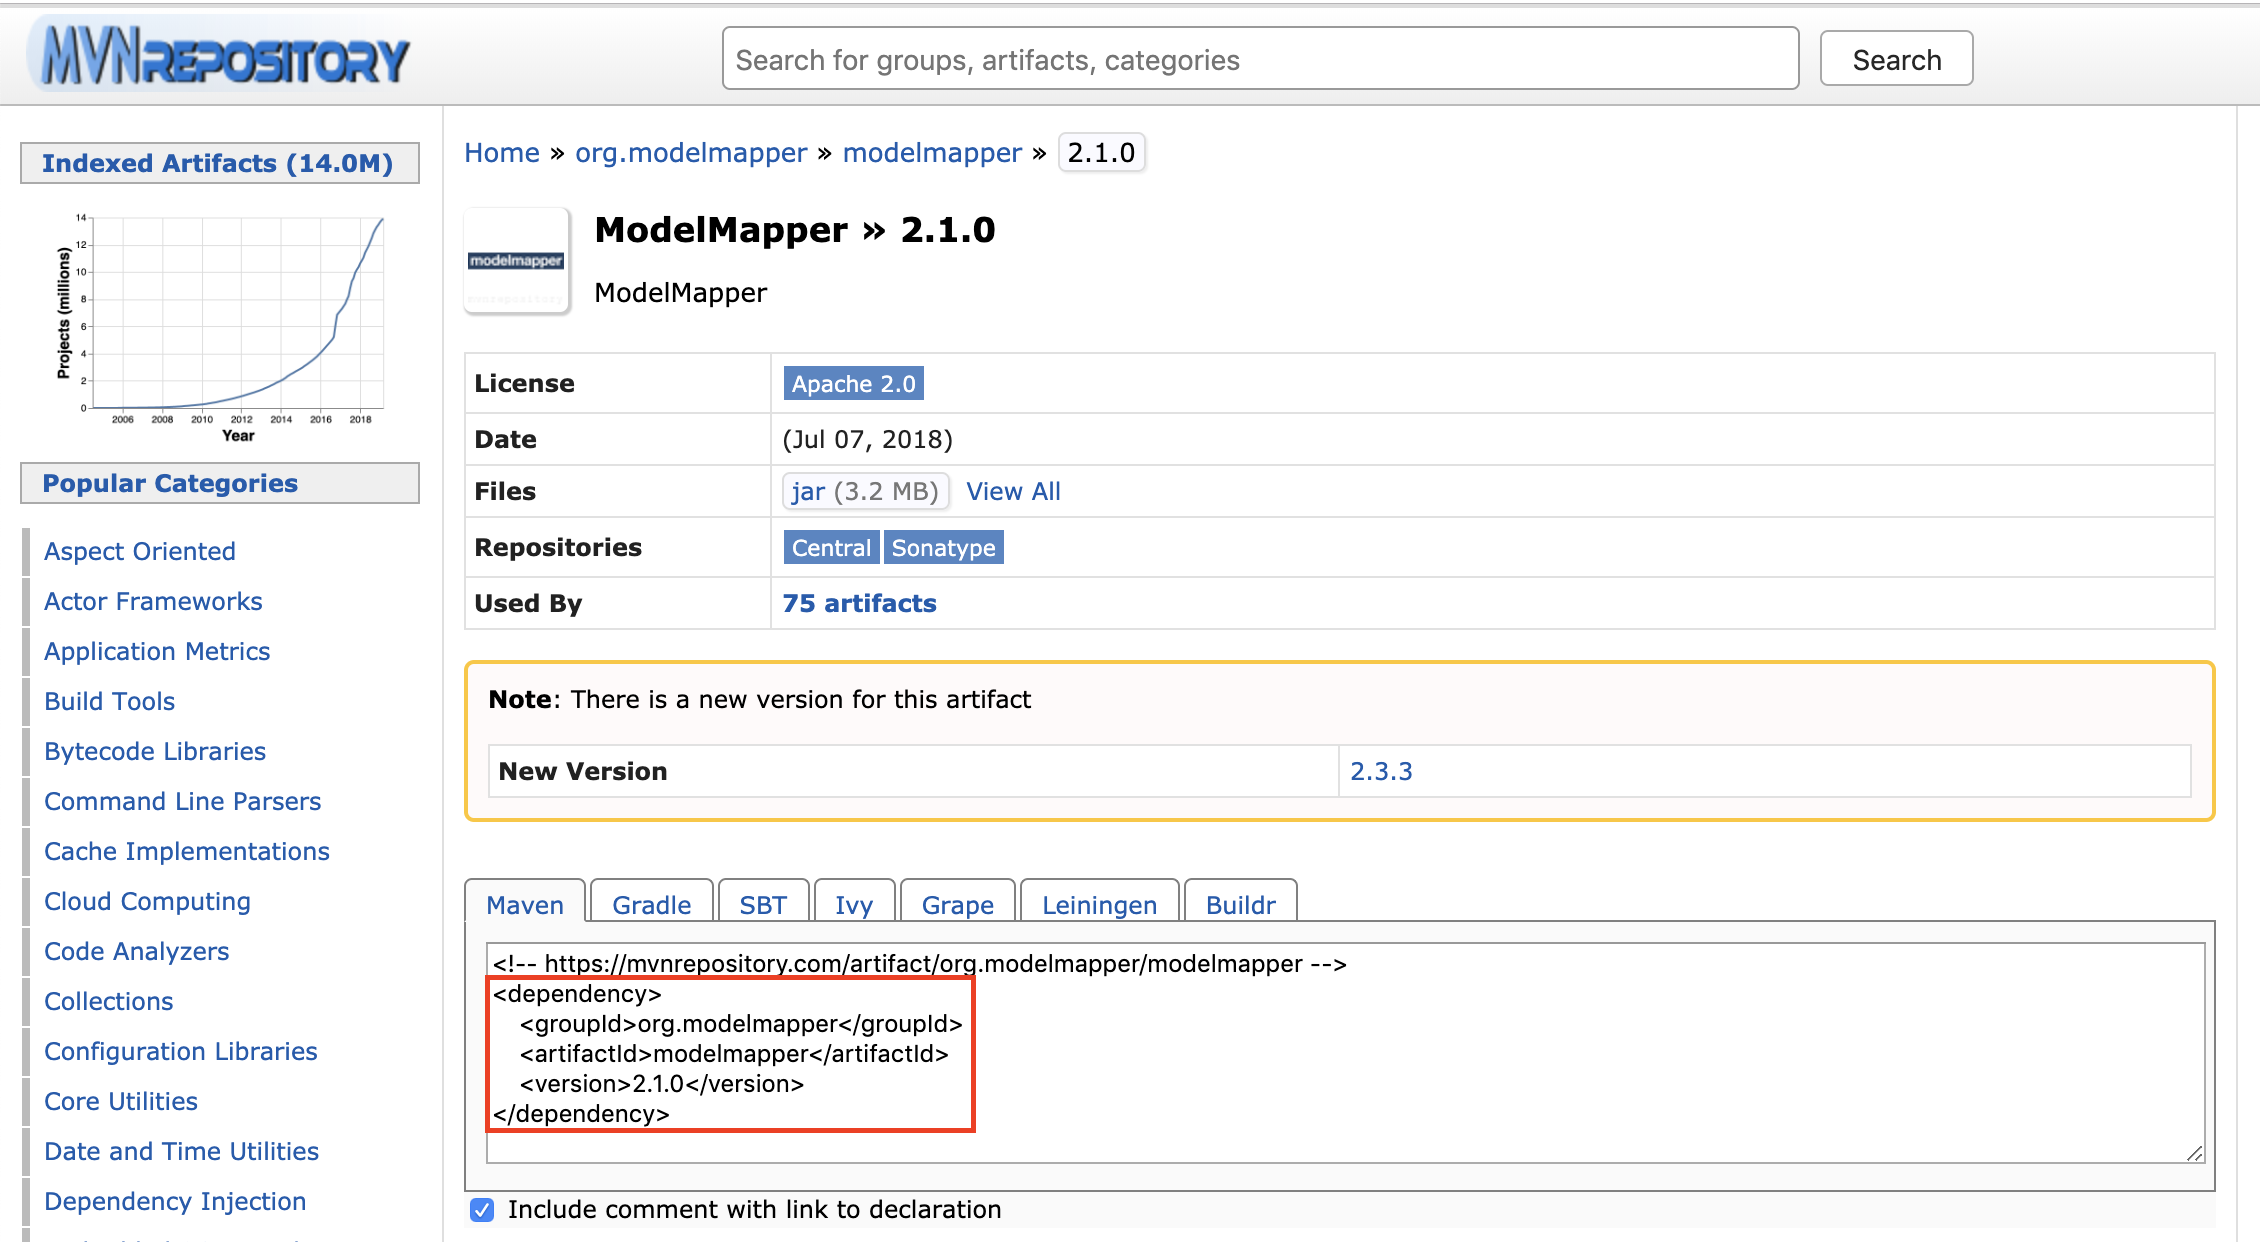 MVNREPOSITORY
Search for groups, artifacts, categories
Search
Indexed Artifacts (14.0M)
Projects (millions)
14
12
10
8
6
4
2
0
2006 2008 2010 2012 2014 2016 2018
Year
Popular Categories
Aspect Oriented
Actor Frameworks
Application Metrics
Build Tools
Bytecode Libraries
Command Line Parsers
Cache Implementations
Cloud Computing
Code Analyzers
Collections
Configuration Libraries
Core Utilities
Date and Time Utilities
Dependency Injection
Home » org.modelmapper » modelmapper » 2.1.0
modelmapper
mvnrepository
ModelMapper » 2.1.0
ModelMapper
License Apache 2.0
Date (Jul 07, 2018)
Files jar (3.2 MB) View All
Repositories Central Sonatype
Used By 75 artifacts
Note: There is a new version for this artifact
New Version 2.3.3
Maven Gradle SBT Ivy Grape Leiningen Buildr
<!-- https://mvnrepository.com/artifact/org.modelmapper/modelmapper -->
<dependency>
<groupId>org.modelmapper</groupId>
<artifactId>modelmapper</artifactId>
<version>2.1.0</version>
</dependency>
Include comment with link to declaration